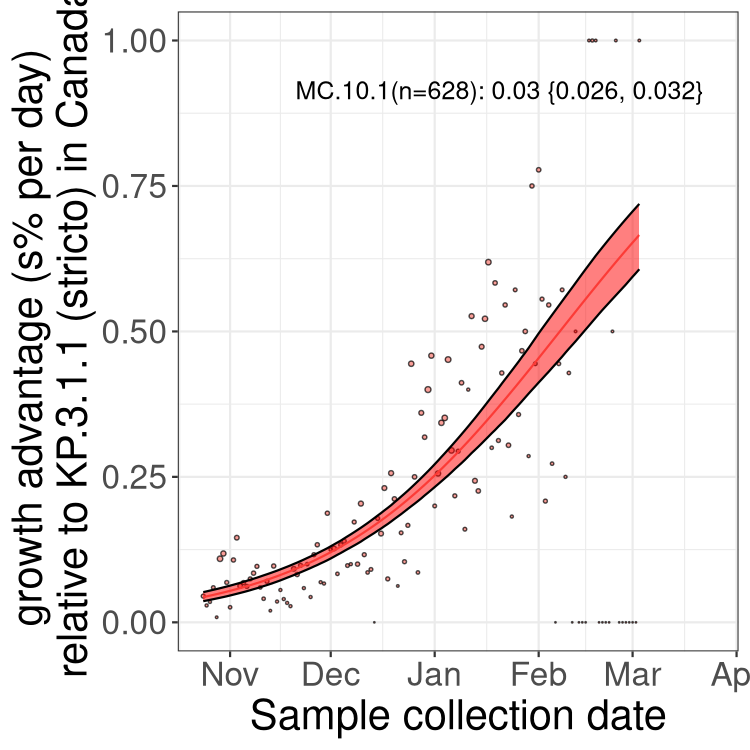 growth advantage (s% per day)
relative to KP.3.1.1 (stricto) in Canada
1.00
0.75
0.50
0.25
0.00
MC.10.1(n=628): 0.03 {0.026, 0.032}
Nov Dec Jan Feb Mar Ap
Sample collection date